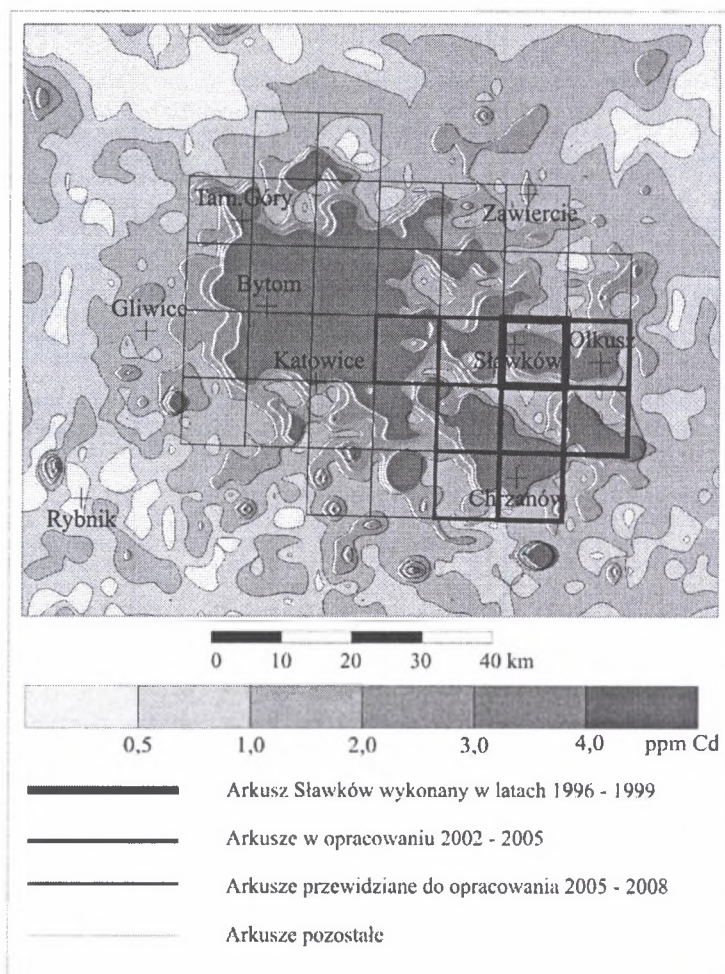 Tarn.Góry
Zawiercie
Bytom
Gliwice
Olkusz
Katowice
Sławków
Chrzanów
Rybnik
0 10 20 30 40 km
0,5 1,0 2,0 3,0 4,0 ppm Cd
Arkusz Sławków wykonany w latach 1996 - 1999
Arkusze w opracowaniu 2002 - 2005
Arkusze przewidziane do opracowania 2005 - 2008
Arkusze pozostałe